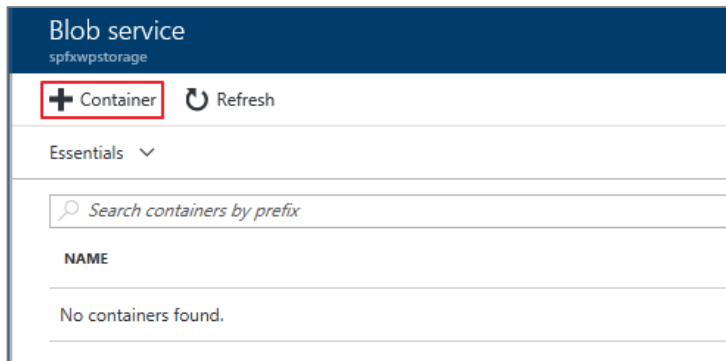 Blob service
spfxwpstorage
Container Refresh
Essentials
Search containers by prefix
NAME
No containers found.